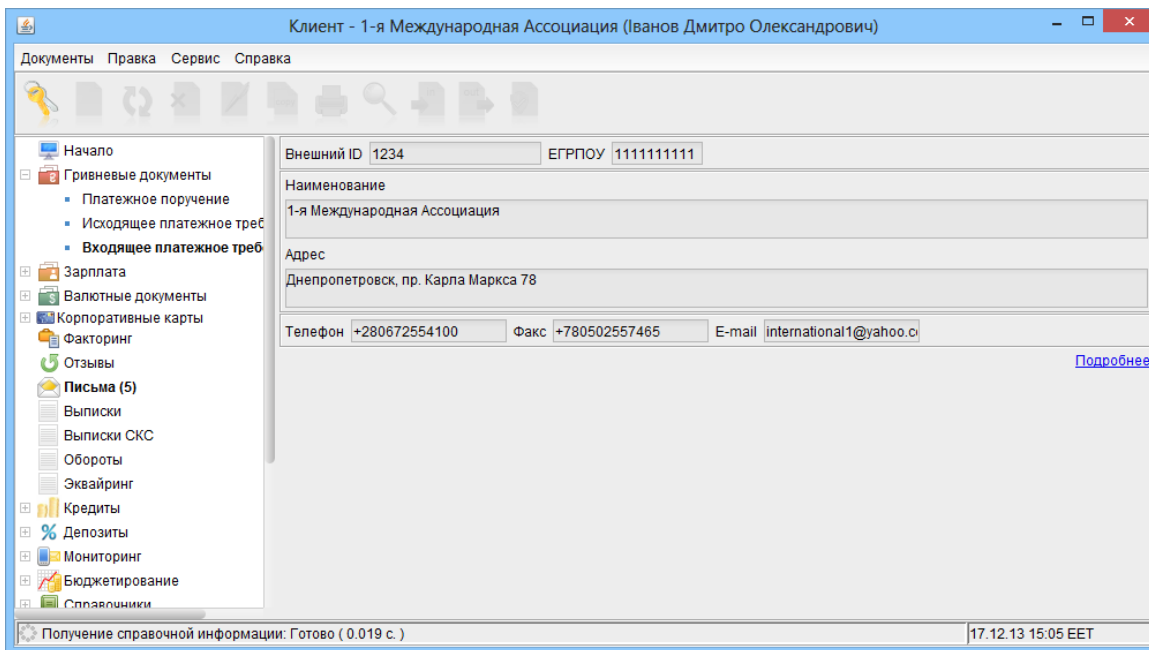 Клиент - 1-я Международная Ассоциация (Іванов Дмитро Олександрович)
Документы Правка Сервис Справка
Начало
Гривневые документы
Платежное поручение
Исходящее платежное треб
Входящее платежное треб
Зарплата
Валютные документы
Корпоративные карты
Факторинг
Отзывы
Письма (5)
Выписки
Выписки СКС
Обороты
Эквайринг
Кредиты
Депозиты
Мониторинг
Бюджетирование
Справочники
Внешний ID 1234 ЕГРПОУ 1111111111
Наименование
1-я Международная Ассоциация
Адрес
Днепропетровск, пр. Карла Маркса 78
Телефон +280672554100 Факс +780502557465 E-mail international1@yahoo.c
Подробнее
Получение справочной информации: Готово ( 0.019 с. ) 17.12.13 15:05 EET